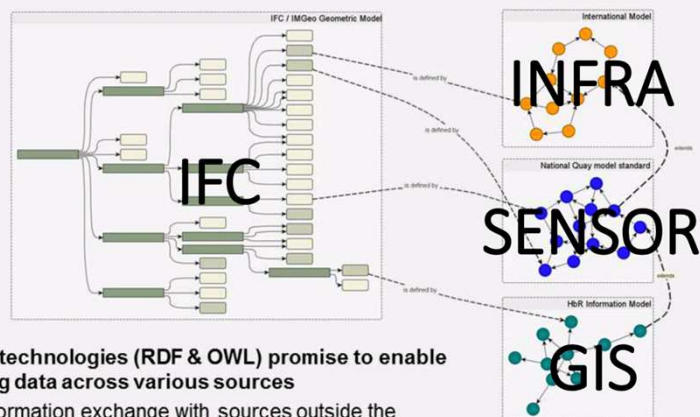 IFC / IMGeo Geometric Model
International Model
INFRA
is defined by
is defined by
extends
National Quay model standard
IFC
is defined by
SENSOR
extends
is defined by
HbR Information Model
GIS
technologies (RDF & OWL) promise to enable
g data across various sources
ormation exchange with sources outside the